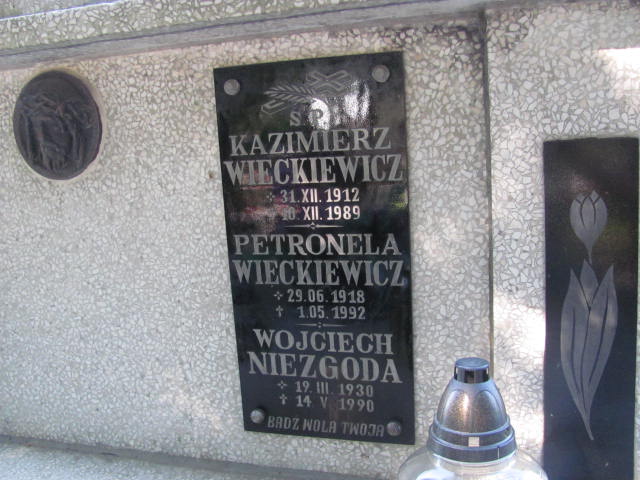 Ś. P.
KAZIMIERZ
WIĘCKIEWICZ
31. XII. 1912
† 10. XII. 1989
PETRONELA
WIĘCKIEWICZ
29.06.1918
† 1.05.1992
WOJCIECH
NIEZGODA
19. III. 1930
† 14. V. 1990
BĄDŹ WOLA TWOJA